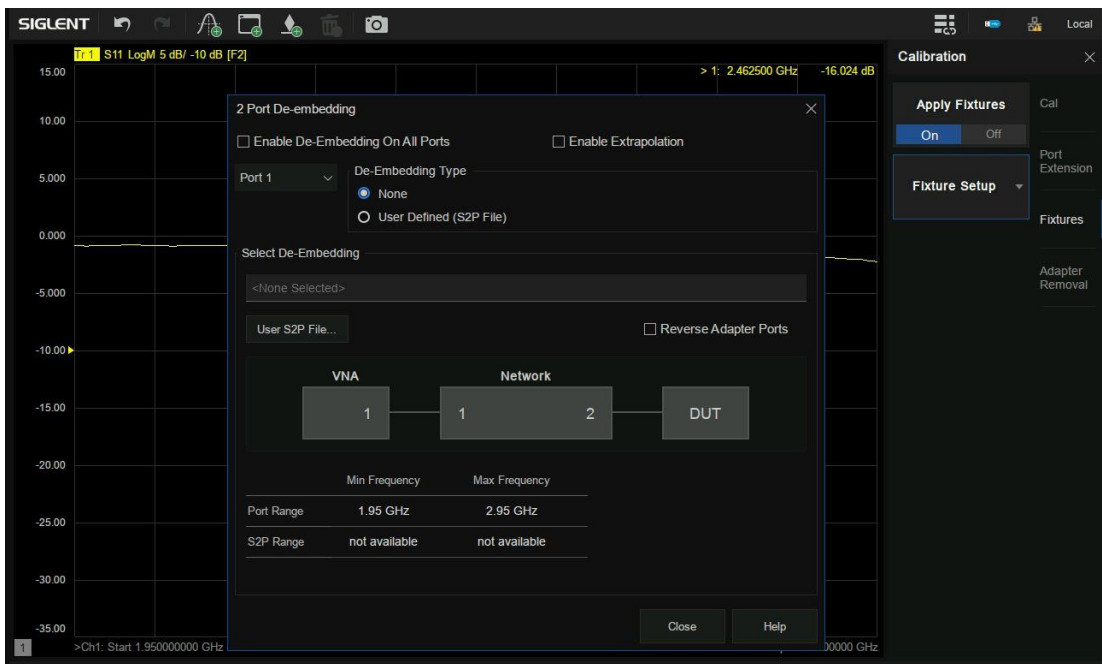 SIGLENT
Local
Tr 1 S11 LogM 5 dB/ -10 dB [F2]
> 1: 2.462500 GHz -16.024 dB
15.00
10.00
5.000
0.000
-5.000
-10.00
-15.00
-20.00
-25.00
-30.00
-35.00
1
>Ch1: Start 1.950000000 GHz
00000 GHz
2 Port De-embedding
Enable De-Embedding On All Ports
Enable Extrapolation
Port 1
De-Embedding Type
None
User Defined (S2P File)
Select De-Embedding
<None Selected>
User S2P File...
Reverse Adapter Ports
VNA Network
1 1 2 DUT
Min Frequency Max Frequency
Port Range 1.95 GHz 2.95 GHz
S2P Range not available not available
Close Help
Calibration
Apply Fixtures
On Off
Fixture Setup
Cal
Port
Extension
Fixtures
Adapter
Removal